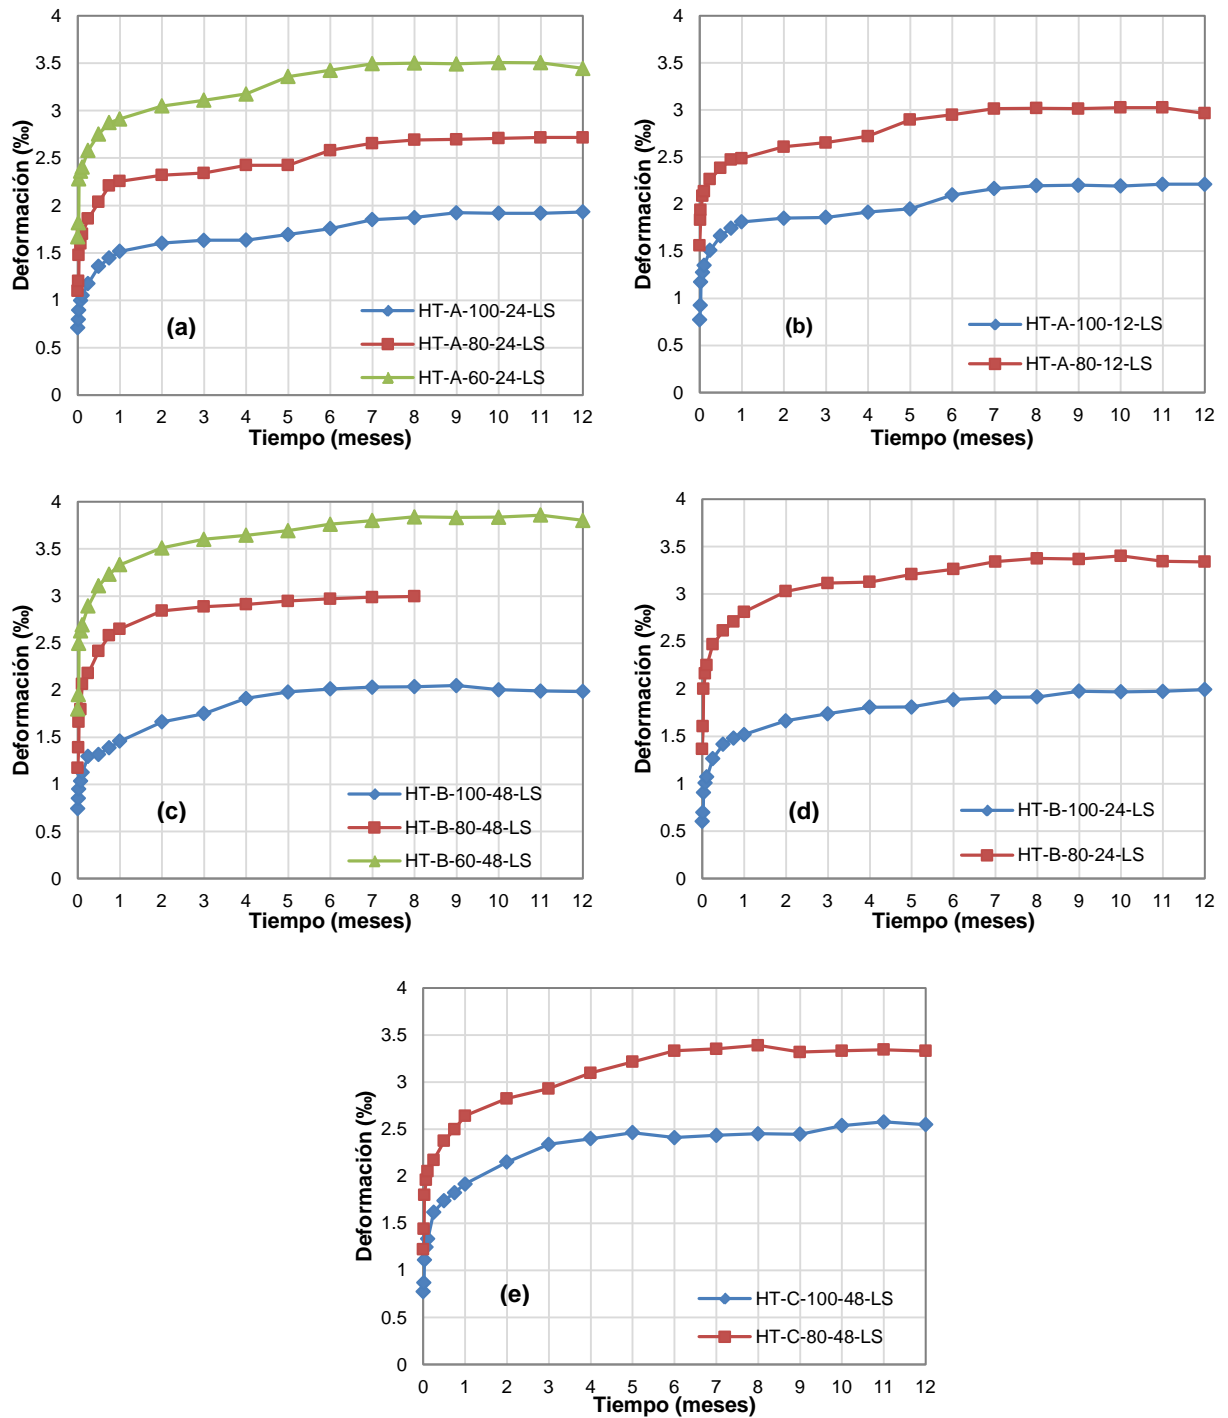 4
3.5
3
2.5
2
1.5
1
0.5
0
0 1 2 3 4 5 6 7 8 9 10 11 12
Deformación (‰)
Tiempo (meses)
(a)
HT-A-100-24-LS
HT-A-80-24-LS
HT-A-60-24-LS
4
3.5
3
2.5
2
1.5
1
0.5
0
0 1 2 3 4 5 6 7 8 9 10 11 12
Deformación (‰)
Tiempo (meses)
(b)
HT-A-100-12-LS
HT-A-80-12-LS
4
3.5
3
2.5
2
1.5
1
0.5
0
0 1 2 3 4 5 6 7 8 9 10 11 12
Deformación (‰)
Tiempo (meses)
(c)
HT-B-100-48-LS
HT-B-80-48-LS
HT-B-60-48-LS
4
3.5
3
2.5
2
1.5
1
0.5
0
0 1 2 3 4 5 6 7 8 9 10 11 12
Deformación (‰)
Tiempo (meses)
(d)
HT-B-100-24-LS
HT-B-80-24-LS
4
3.5
3
2.5
2
1.5
1
0.5
0
0 1 2 3 4 5 6 7 8 9 10 11 12
Deformación (‰)
Tiempo (meses)
(e)
HT-C-100-48-LS
HT-C-80-48-LS